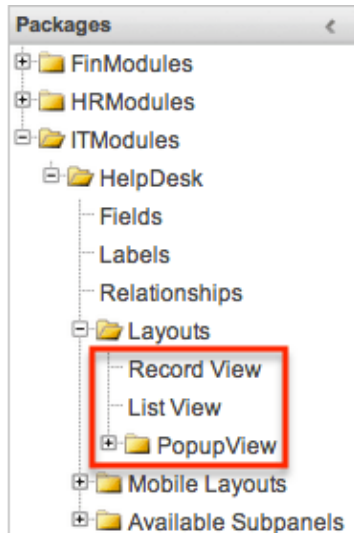 Packages
FinModules
HRModules
ITModules
HelpDesk
Fields
Labels
Relationships
Layouts
Record View
List View
PopupView
Mobile Layouts
Available Subpanels